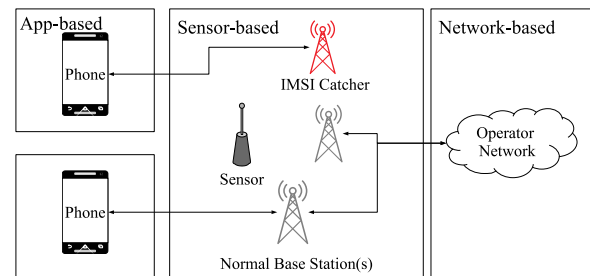 App-based
Sensor-based
Network-based
Phone
IMSI Catcher
Operator
Network
Sensor
Phone
Normal Base Station(s)